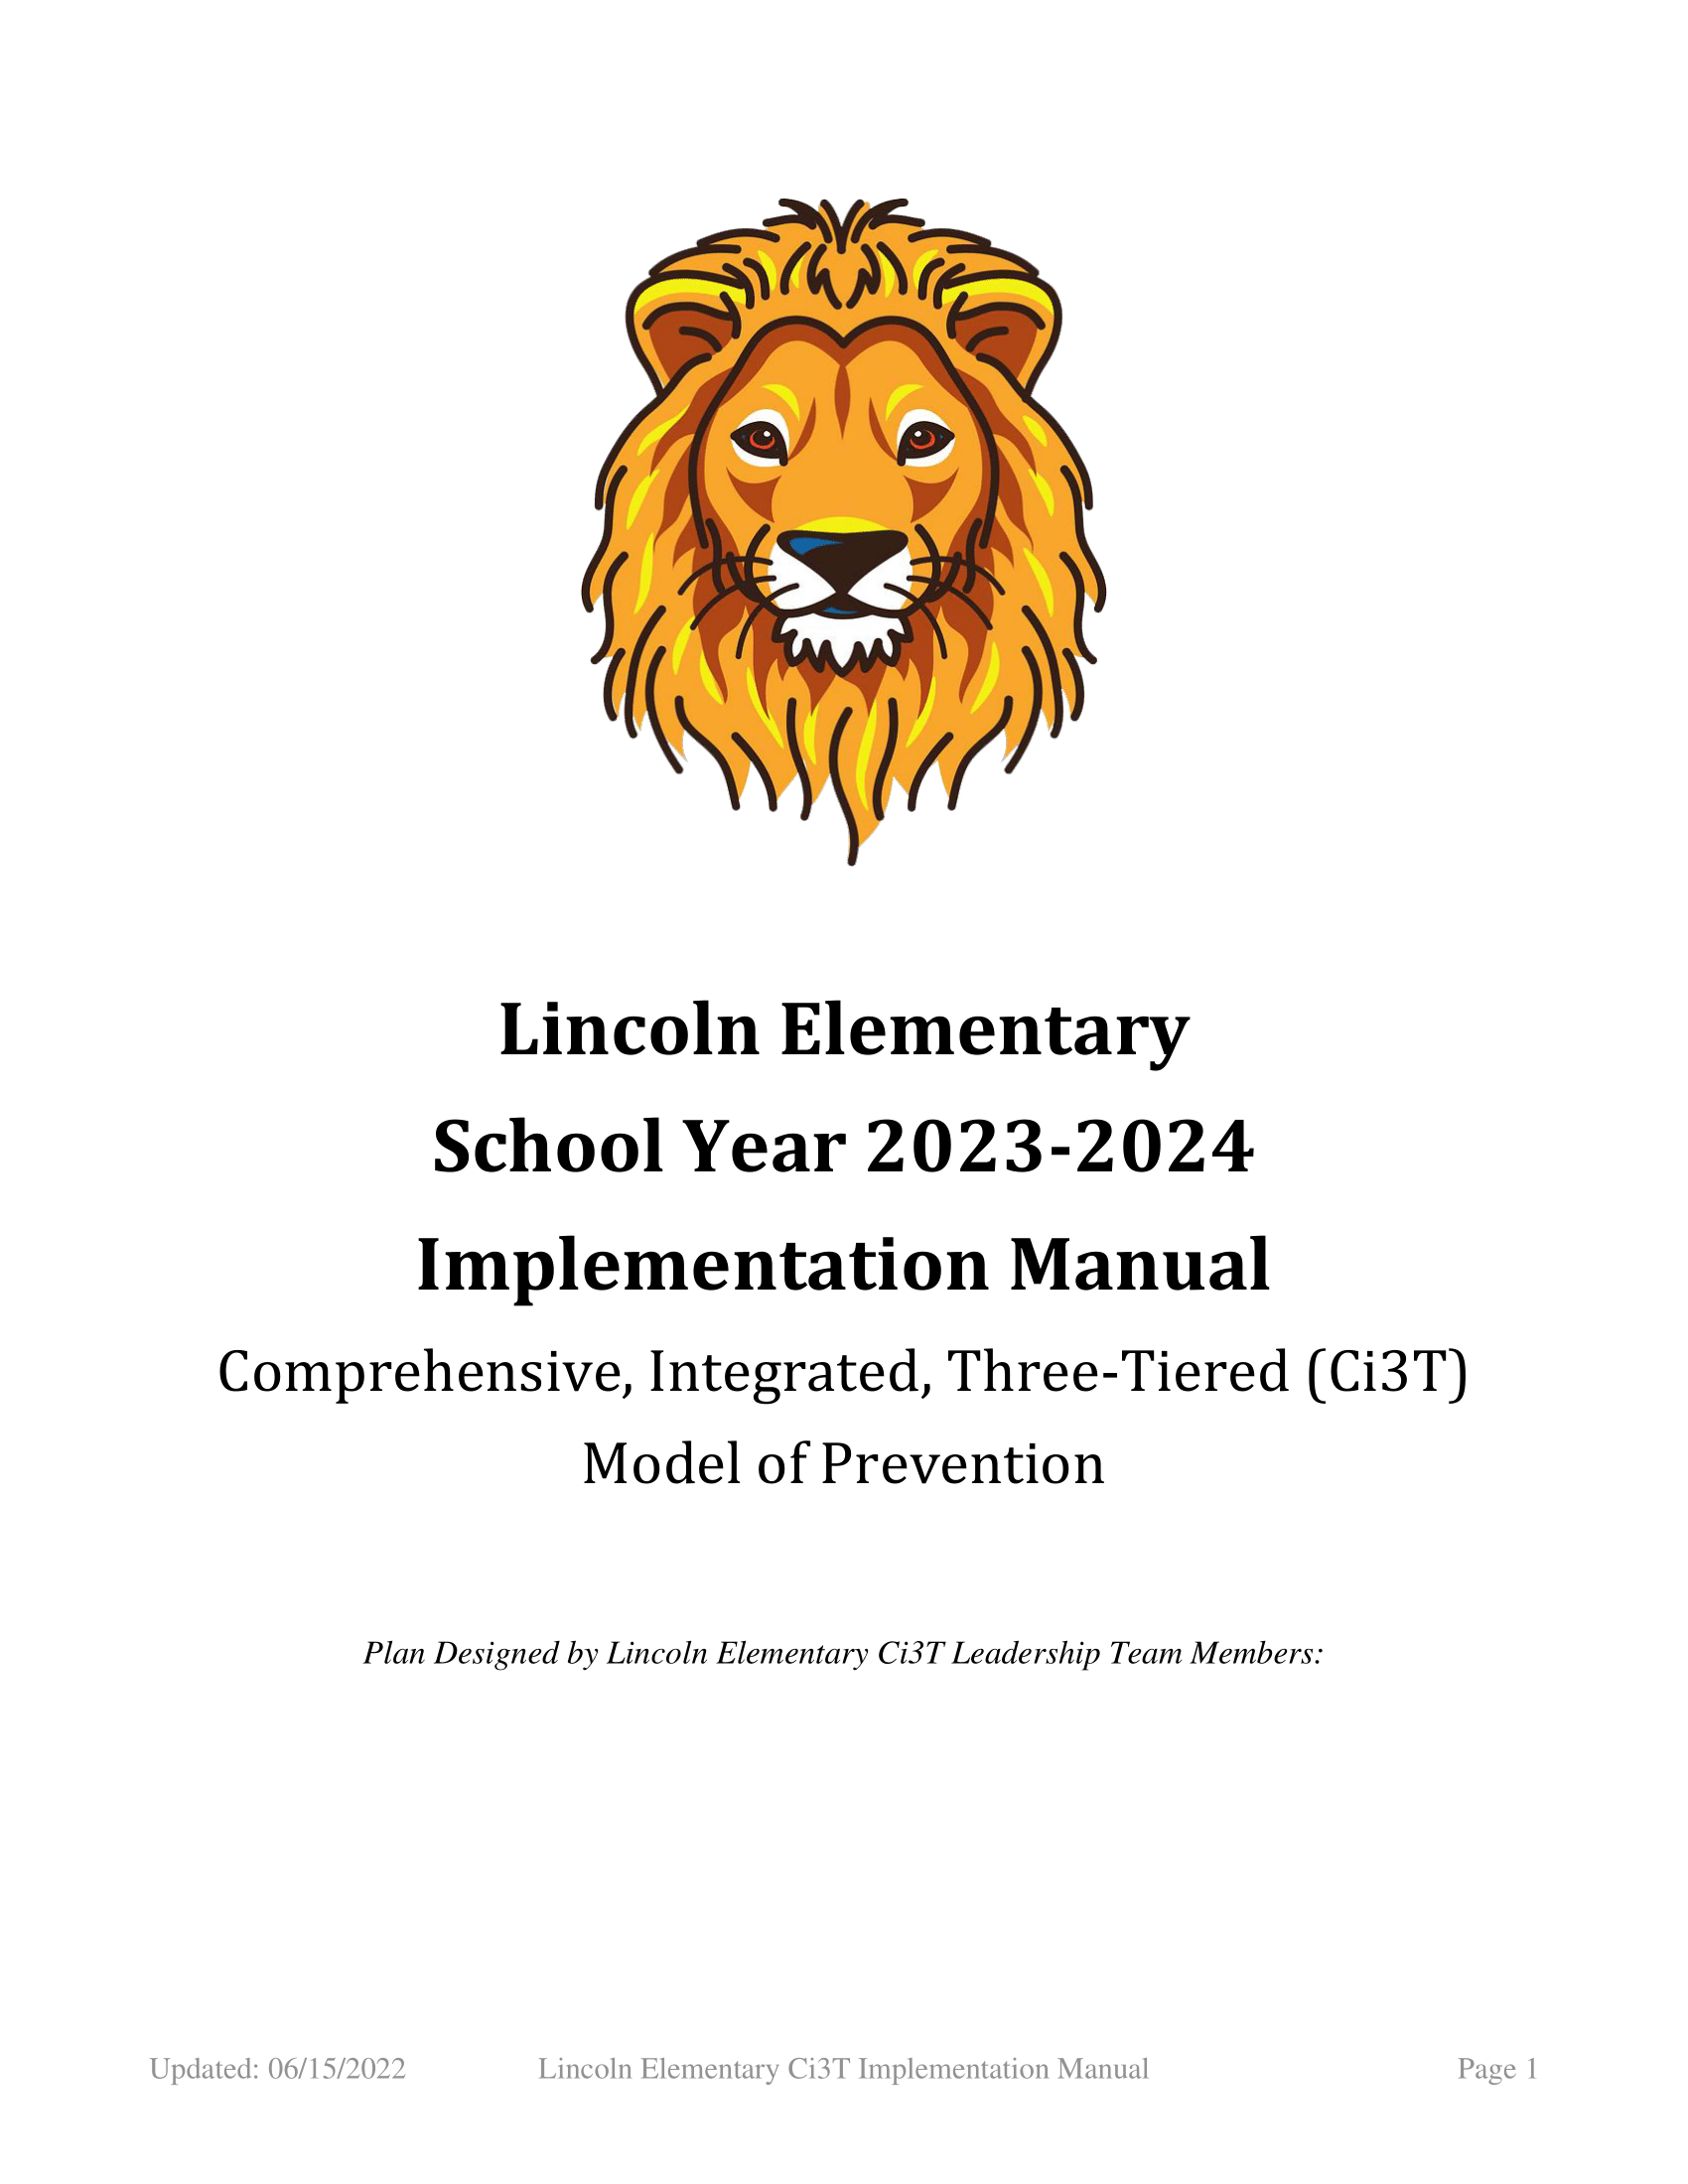 Lincoln Elementary
School Year 2023-2024
Implementation Manual
Comprehensive, Integrated, Three-Tiered (Ci3T)
Model of Prevention
Plan Designed by Lincoln Elementary Ci3T Leadership Team Members:
Updated: 06/15/2022 Lincoln Elementary Ci3T Implementation Manual Page 1